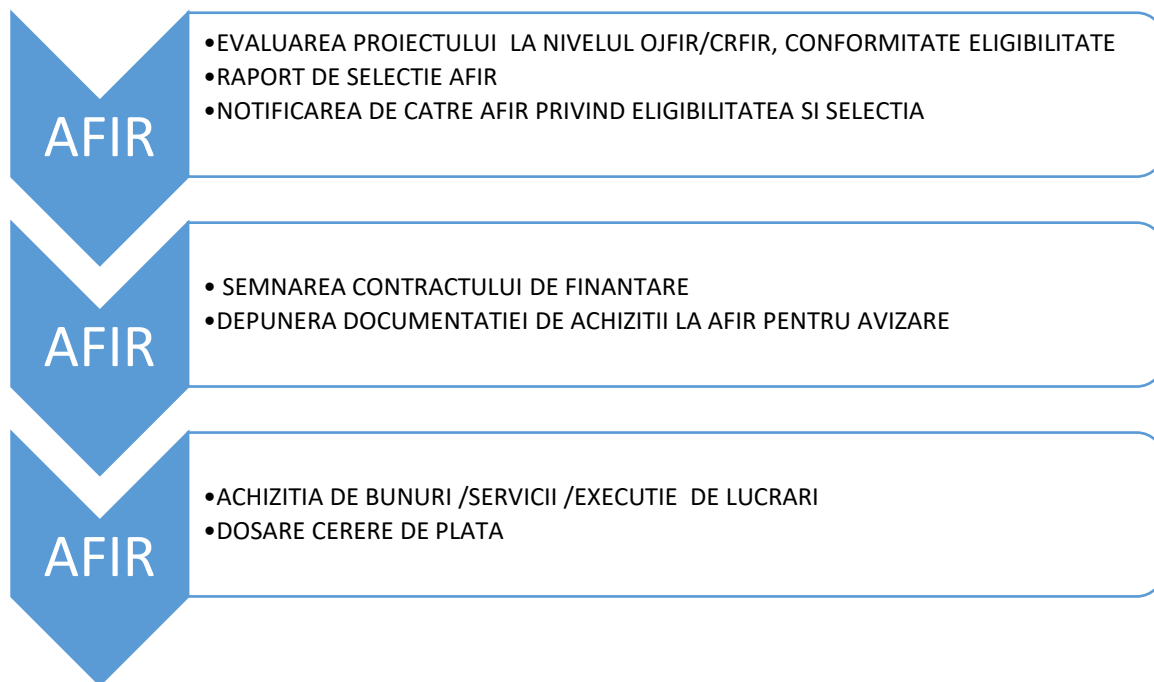 AFIR
•EVALUAREA PROIECTULUI LA NIVELUL OJFIR/CRFIR, CONFORMITATE ELIGIBILITATE
•RAPORT DE SELECTIE AFIR
•NOTIFICAREA DE CATRE AFIR PRIVIND ELIGIBILITATEA SI SELECTIA
AFIR
• SEMNAREA CONTRACTULUI DE FINANTARE
•DEPUNERA DOCUMENTATIEI DE ACHIZITII LA AFIR PENTRU AVIZARE
AFIR
•ACHIZITIA DE BUNURI /SERVICII /EXECUTIE DE LUCRARI
•DOSARE CERERE DE PLATA